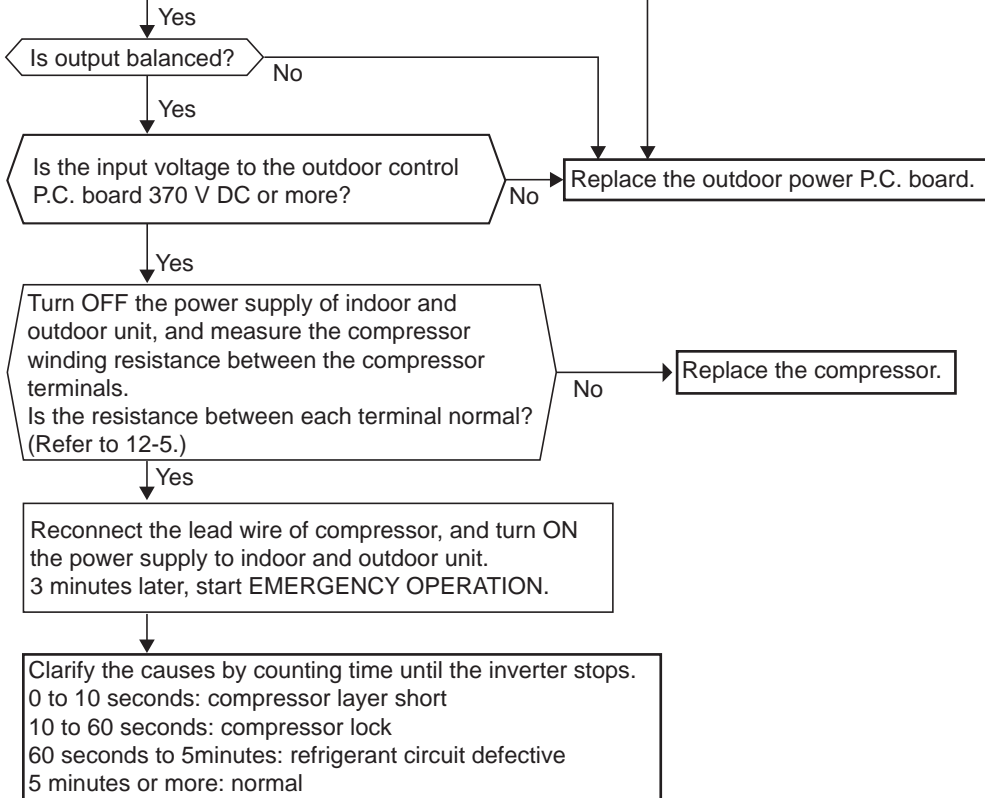 Yes
Is output balanced?
No
Yes
Is the input voltage to the outdoor control
P.C. board 370 V DC or more?
No
Replace the outdoor power P.C. board.
Yes
Turn OFF the power supply of indoor and
outdoor unit, and measure the compressor
winding resistance between the compressor
terminals.
Is the resistance between each terminal normal?
(Refer to 12-5.)
No
Replace the compressor.
Yes
Reconnect the lead wire of compressor, and turn ON
the power supply to indoor and outdoor unit.
3 minutes later, start EMERGENCY OPERATION.
Clarify the causes by counting time until the inverter stops.
0 to 10 seconds: compressor layer short
10 to 60 seconds: compressor lock
60 seconds to 5minutes: refrigerant circuit defective
5 minutes or more: normal